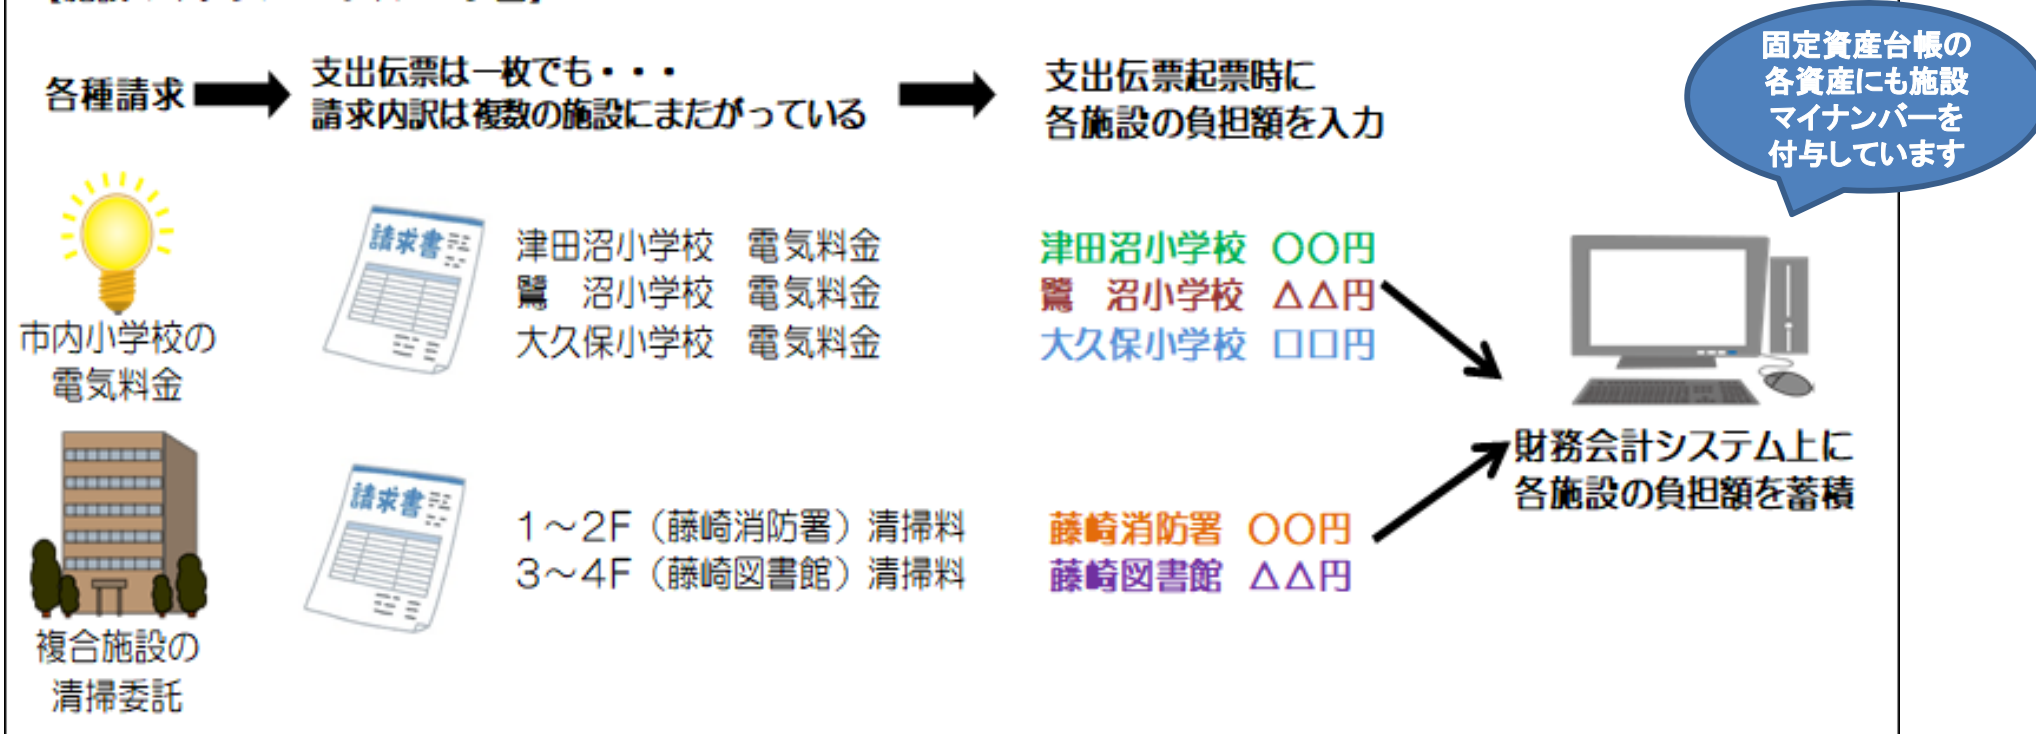 各種請求
支出伝票は一枚でも・・・
請求内訳は複数の施設にまたがっている
支出伝票起票時に
各施設の負担額を入力
固定資産台帳の
各資産にも施設
マイナンバーを
付与しています
市内小学校の
電気料金
請求書
津田沼小学校　電気料金
鷺　沼小学校　電気料金
大久保小学校　電気料金
津田沼小学校　〇〇円
鷺　沼小学校　△△円
大久保小学校　□□円
財務会計システム上に
各施設の負担額を蓄積
複合施設の
清掃委託
請求書
1～2F（藤崎消防署）清掃料
3～4F（藤崎図書館）清掃料
藤崎消防署　〇〇円
藤崎図書館　△△円